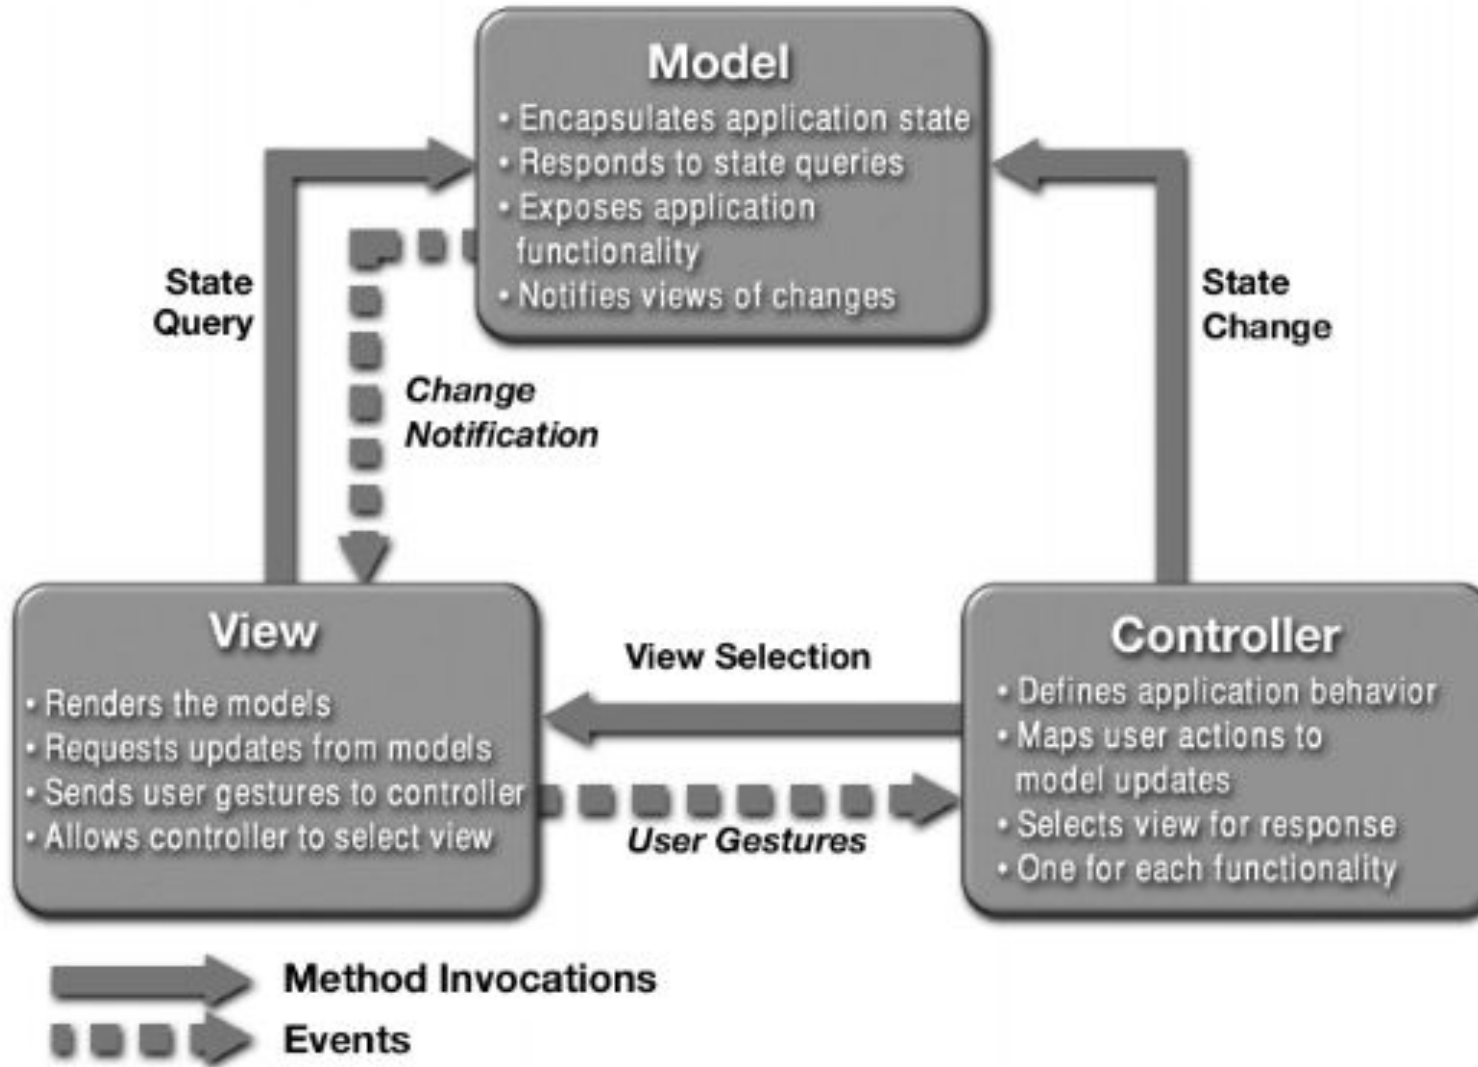 Model
• Encapsulates application state
• Responds to state queries
• Exposes application
functionality
• Notifies views of changes
State
Query
Change
Notification
State
Change
View
• Renders the models
• Requests updates from models
• Sends user gestures to controller
• Allows controller to select view
View Selection
User Gestures
Controller
• Defines application behavior
• Maps user actions to
model updates
• Selects view for response
• One for each functionality
Method Invocations
Events